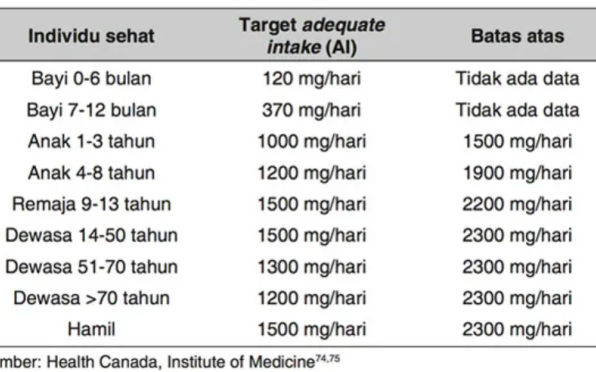 Individu sehat Target adequate intake (AI) Batas atas
Bayi 0-6 bulan 120 mg/hari Tidak ada data
Bayi 7-12 bulan 370 mg/hari Tidak ada data
Anak 1-3 tahun 1000 mg/hari 1500 mg/hari
Anak 4-8 tahun 1200 mg/hari 1900 mg/hari
Remaja 9-13 tahun 1500 mg/hari 2200 mg/hari
Dewasa 14-50 tahun 1500 mg/hari 2300 mg/hari
Dewasa 51-70 tahun 1300 mg/hari 2300 mg/hari
Dewasa >70 tahun 1200 mg/hari 2300 mg/hari
Hamil 1500 mg/hari 2300 mg/hari
mber: Health Canada, Institute of Medicine74,75